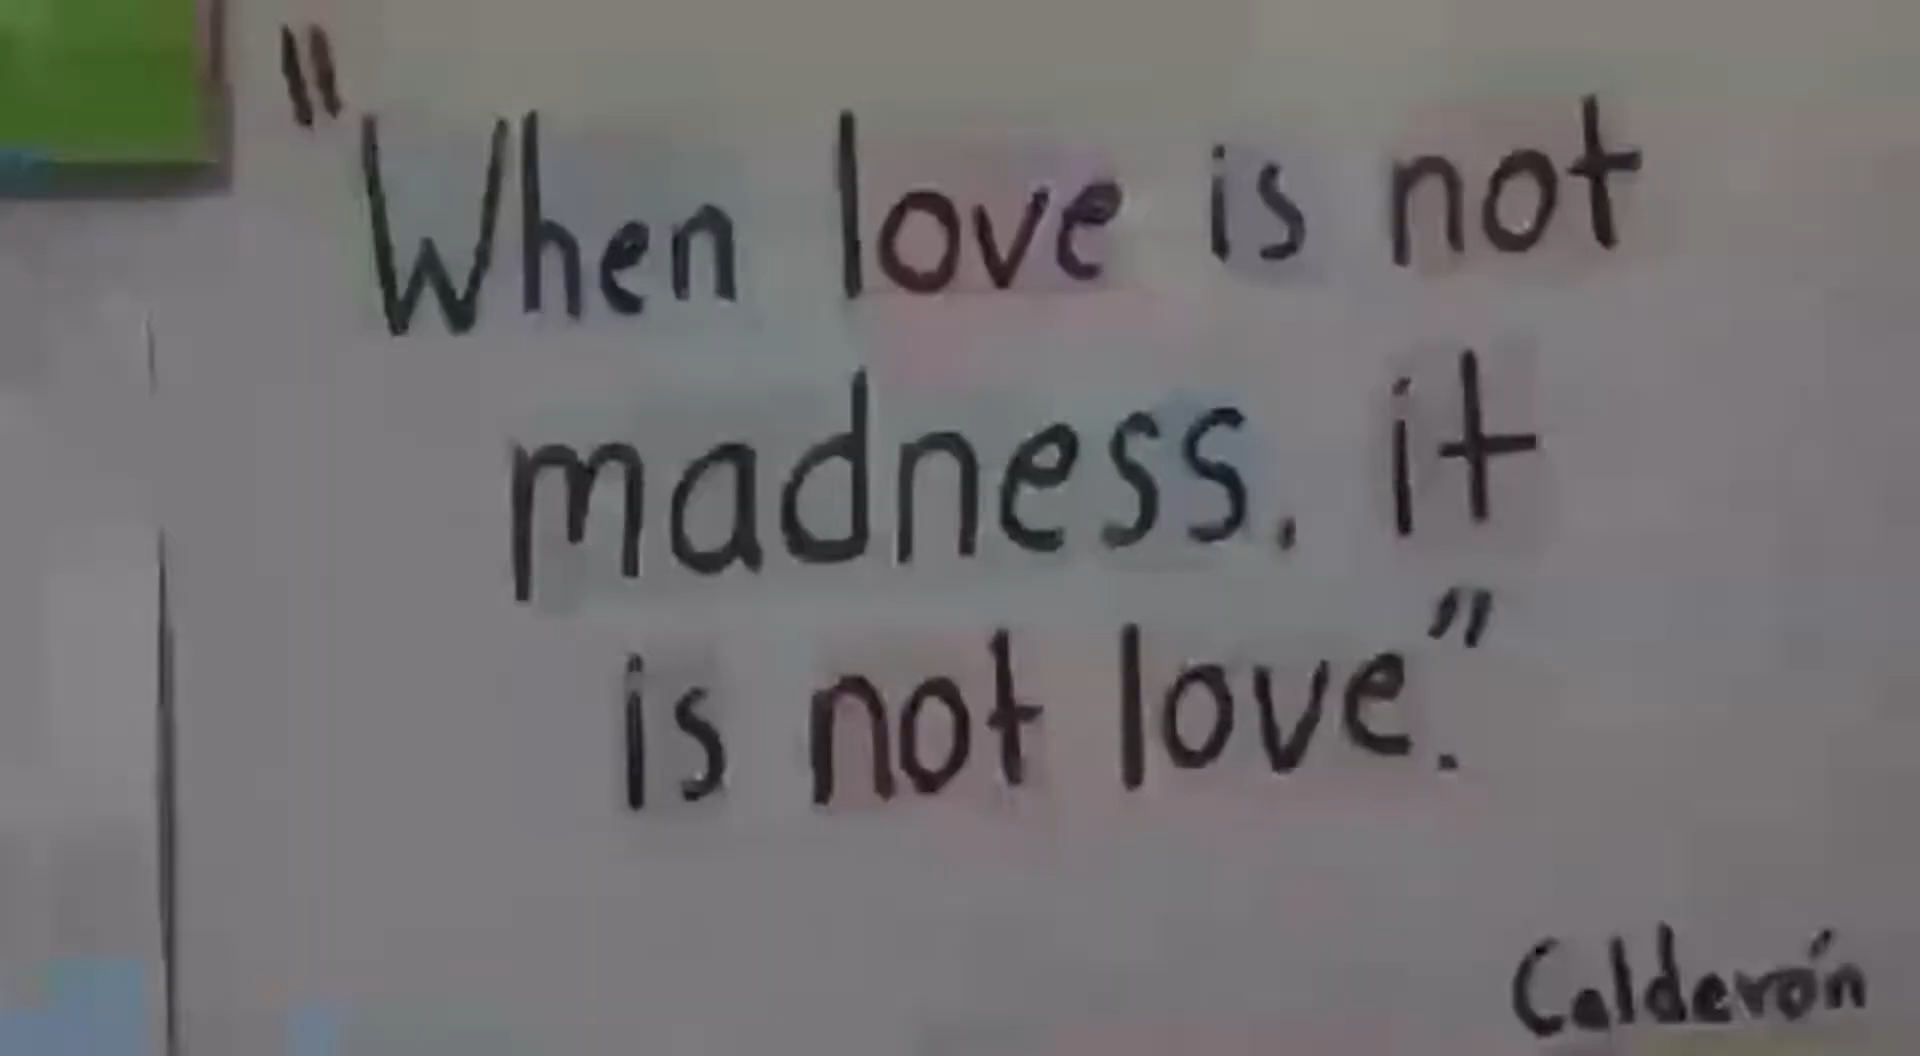 "When love is not
madness, it
is not love."
Calderón